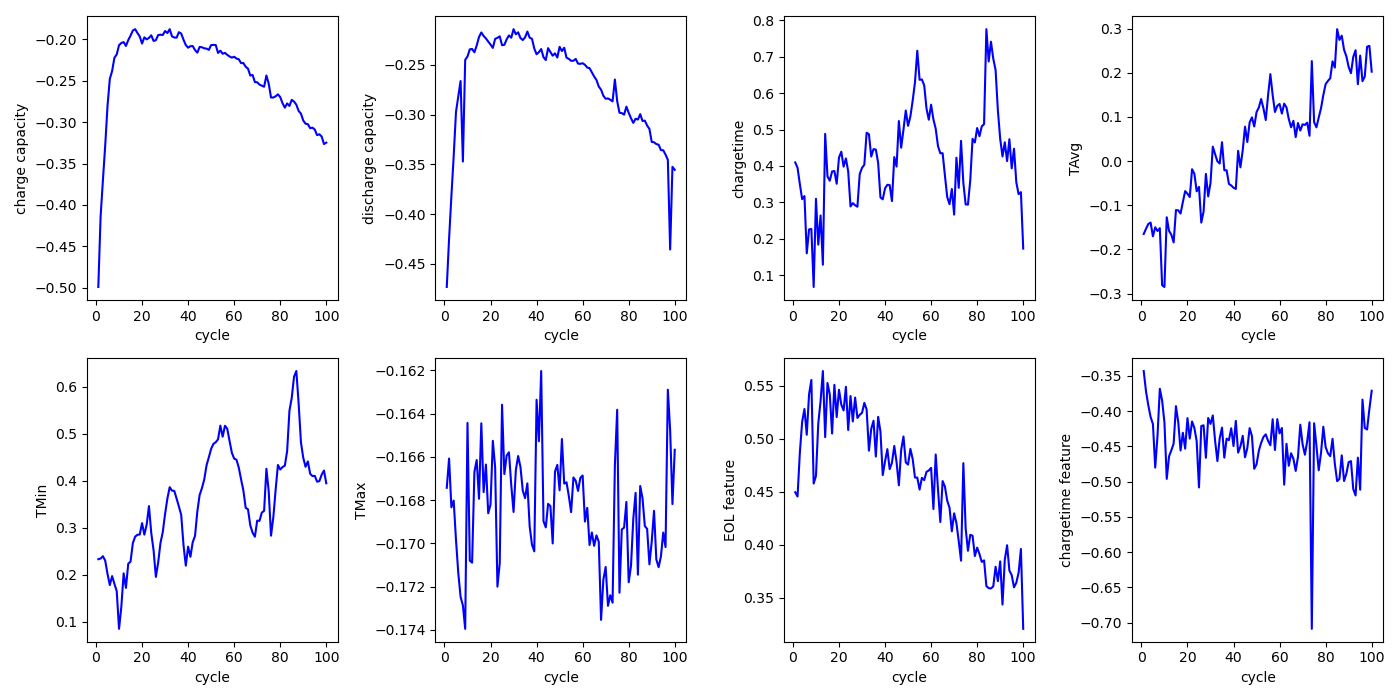 charge capacity
−0.20
−0.25
−0.30
−0.35
−0.40
−0.45
−0.50
0 20 40 60 80 100
cycle
discharge capacity
−0.25
−0.30
−0.35
−0.40
−0.45
0 20 40 60 80 100
cycle
chargetime
0.8
0.7
0.6
0.5
0.4
0.3
0.2
0.1
0 20 40 60 80 100
cycle
TAvg
0.3
0.2
0.1
0.0
−0.1
−0.2
−0.3
0 20 40 60 80 100
cycle
TMin
0.6
0.5
0.4
0.3
0.2
0.1
0 20 40 60 80 100
cycle
TMax
−0.162
−0.164
−0.166
−0.168
−0.170
−0.172
−0.174
0 20 40 60 80 100
cycle
EOL feature
0.55
0.50
0.45
0.40
0.35
0 20 40 60 80 100
cycle
chargetime feature
−0.35
−0.40
−0.45
−0.50
−0.55
−0.60
−0.65
−0.70
0 20 40 60 80 100
cycle